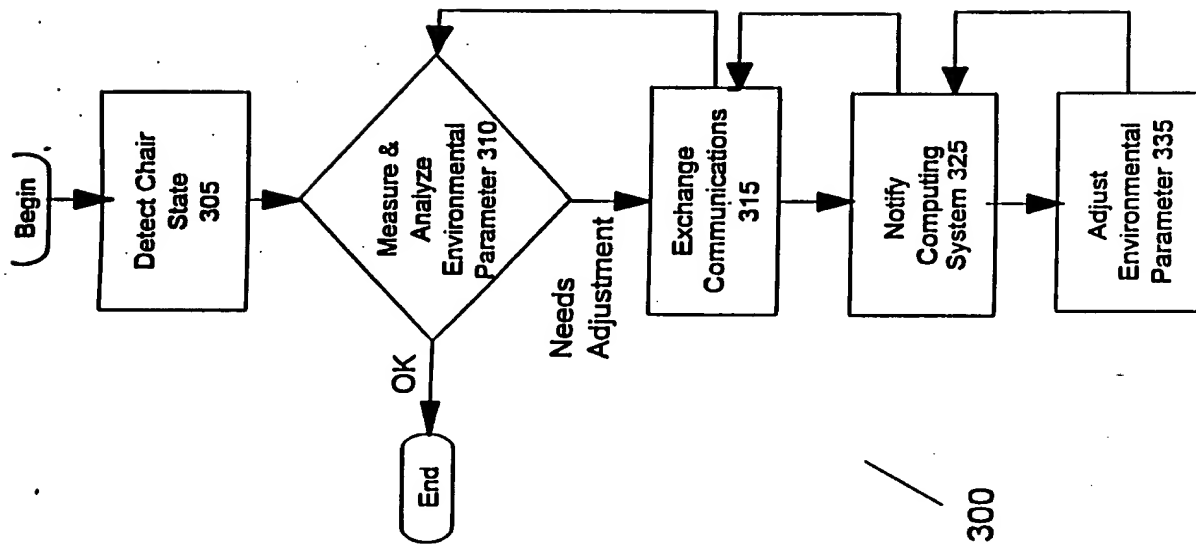 Begin
Detect Chair
State
305
Measure &
Analyze
Environmental
Parameter 310
OK
End
Needs
Adjustment
Exchange
Communications
315
Notify
Computing
System 325
Adjust
Environmental
Parameter 335
300